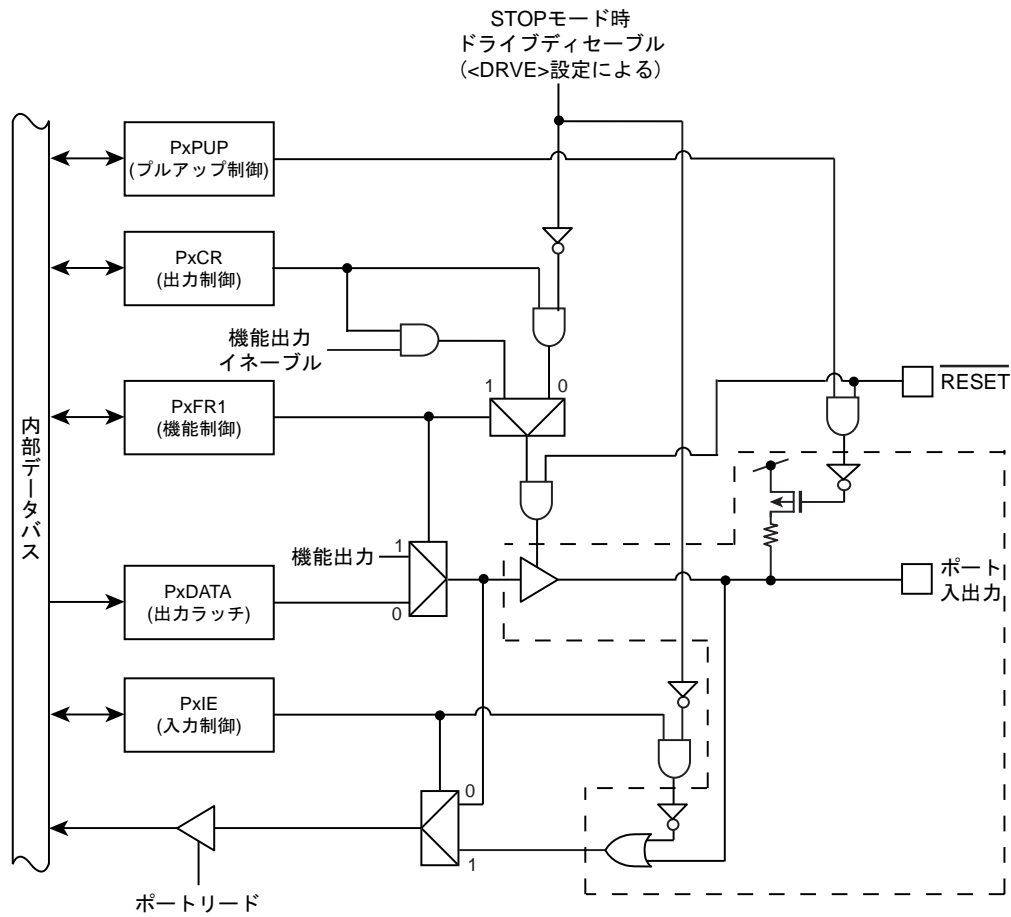 STOPモード時
ドライブディセーブル
(<DRVE>設定による)
PxPUP
(プルアップ制御)
PxCR
(出力制御)
機能出力
イネーブル
1
0
RESET
PxFR1
(機能制御)
内部データバス
機能出力
1
PxDATA
(出力ラッチ)
0
ポート
入出力
PxIE
(入力制御)
0
1
ポートリード